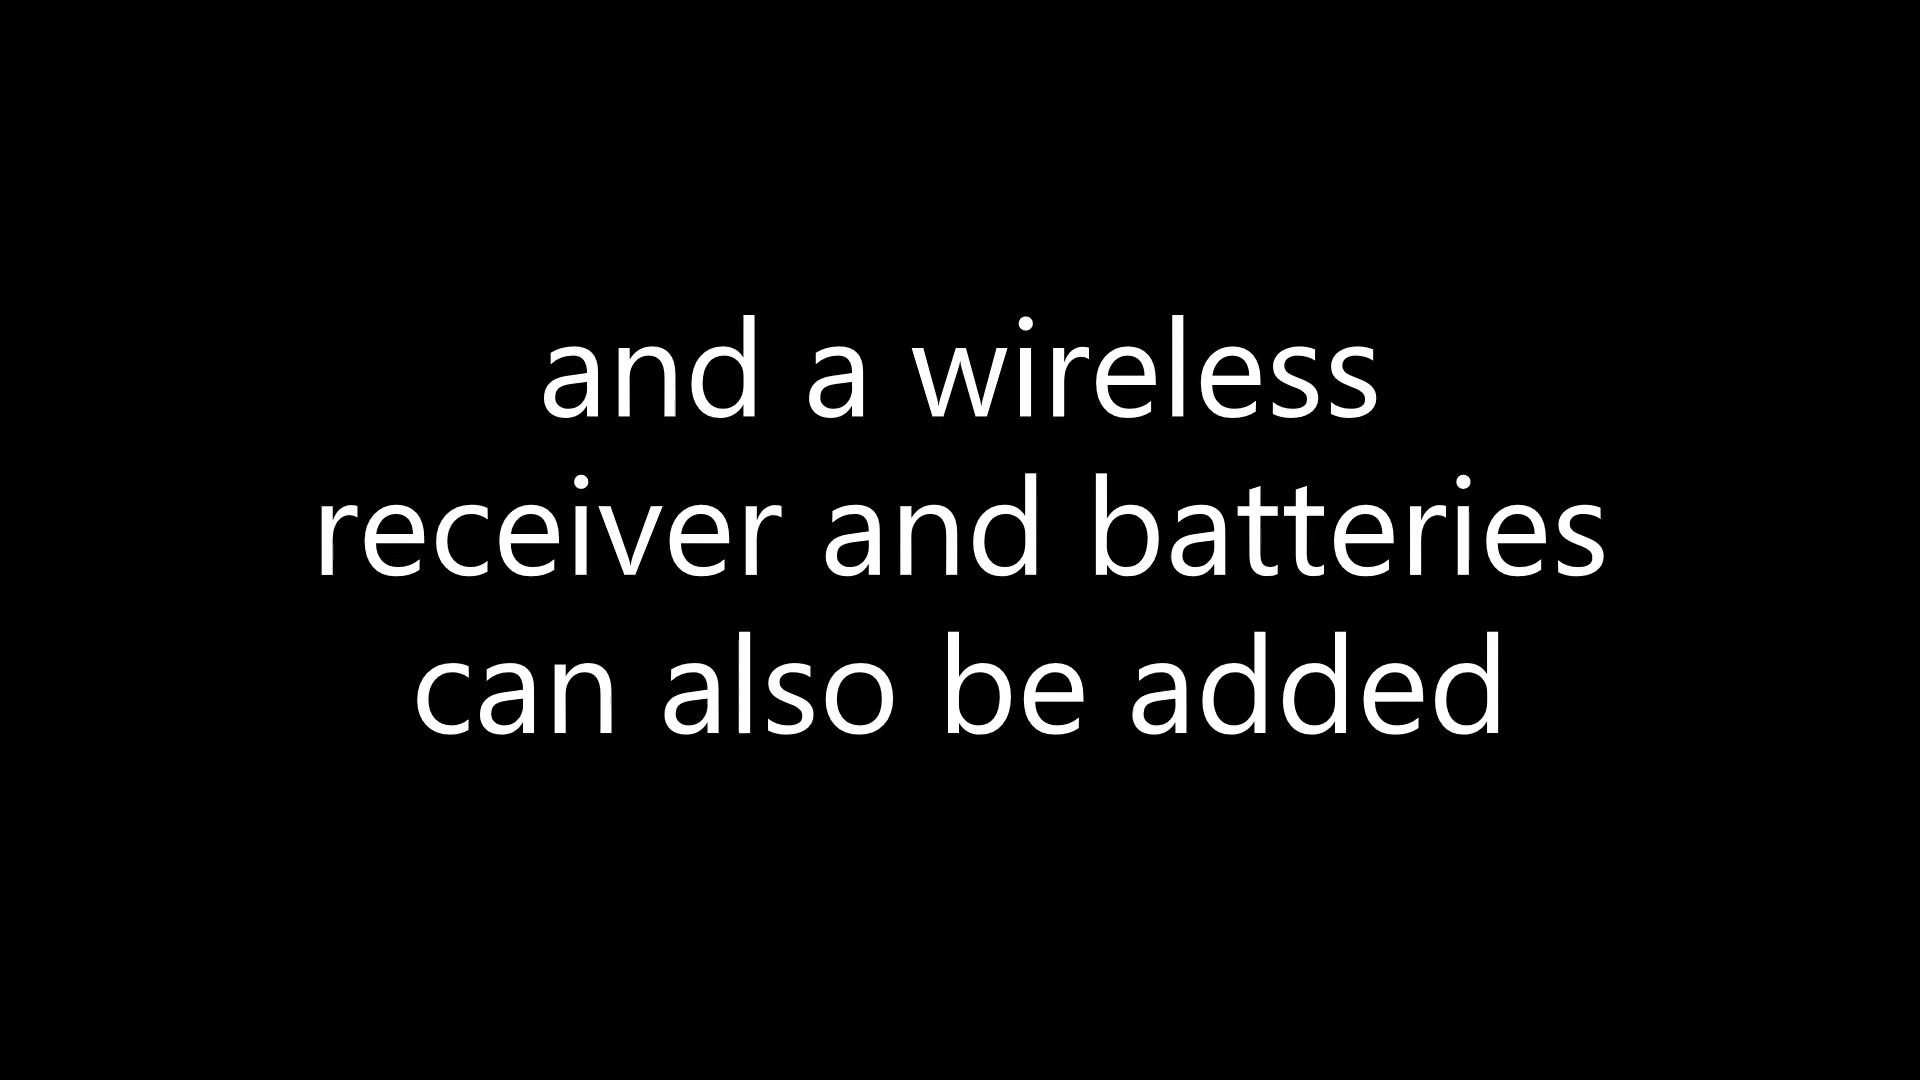 and a wireless
receiver and batteries
can also be added